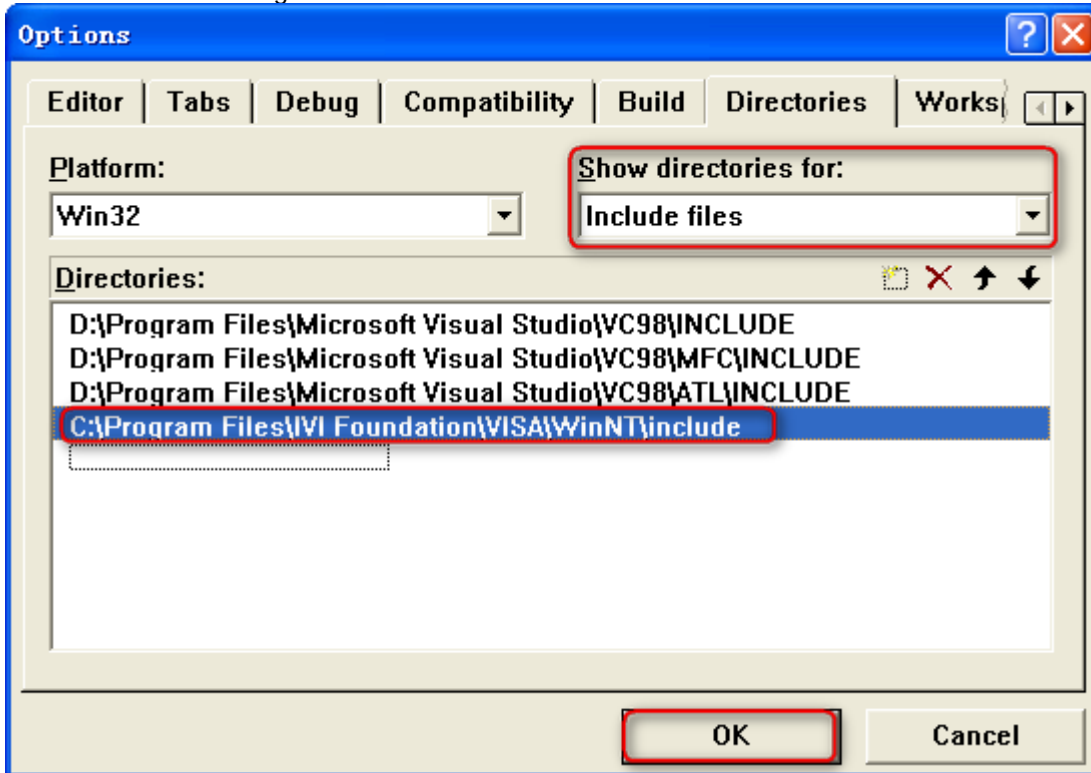 Options
Editor Tabs Debug Compatibility Build Directories Works
Platform: Show directories for:
Win32 Include files
Directories:
D:\Program Files\Microsoft Visual Studio\VC98\INCLUDE
D:\Program Files\Microsoft Visual Studio\VC98\MFC\INCLUDE
D:\Program Files\Microsoft Visual Studio\VC98\ATL\INCLUDE
C:\Program Files\IVI Foundation\VISA\WinNT\include
OK Cancel